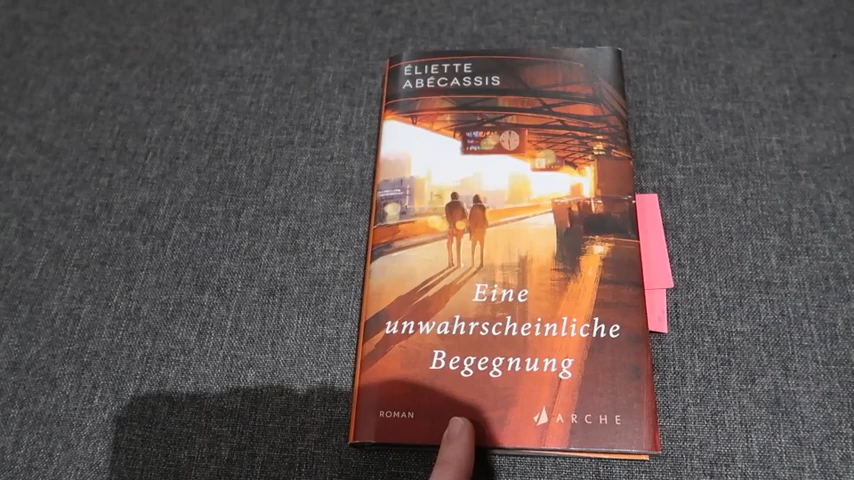 ÉLIETTE
ABÉCASSIS
Eine
unwahrscheinliche
Begegnung
ROMAN
ARCHE